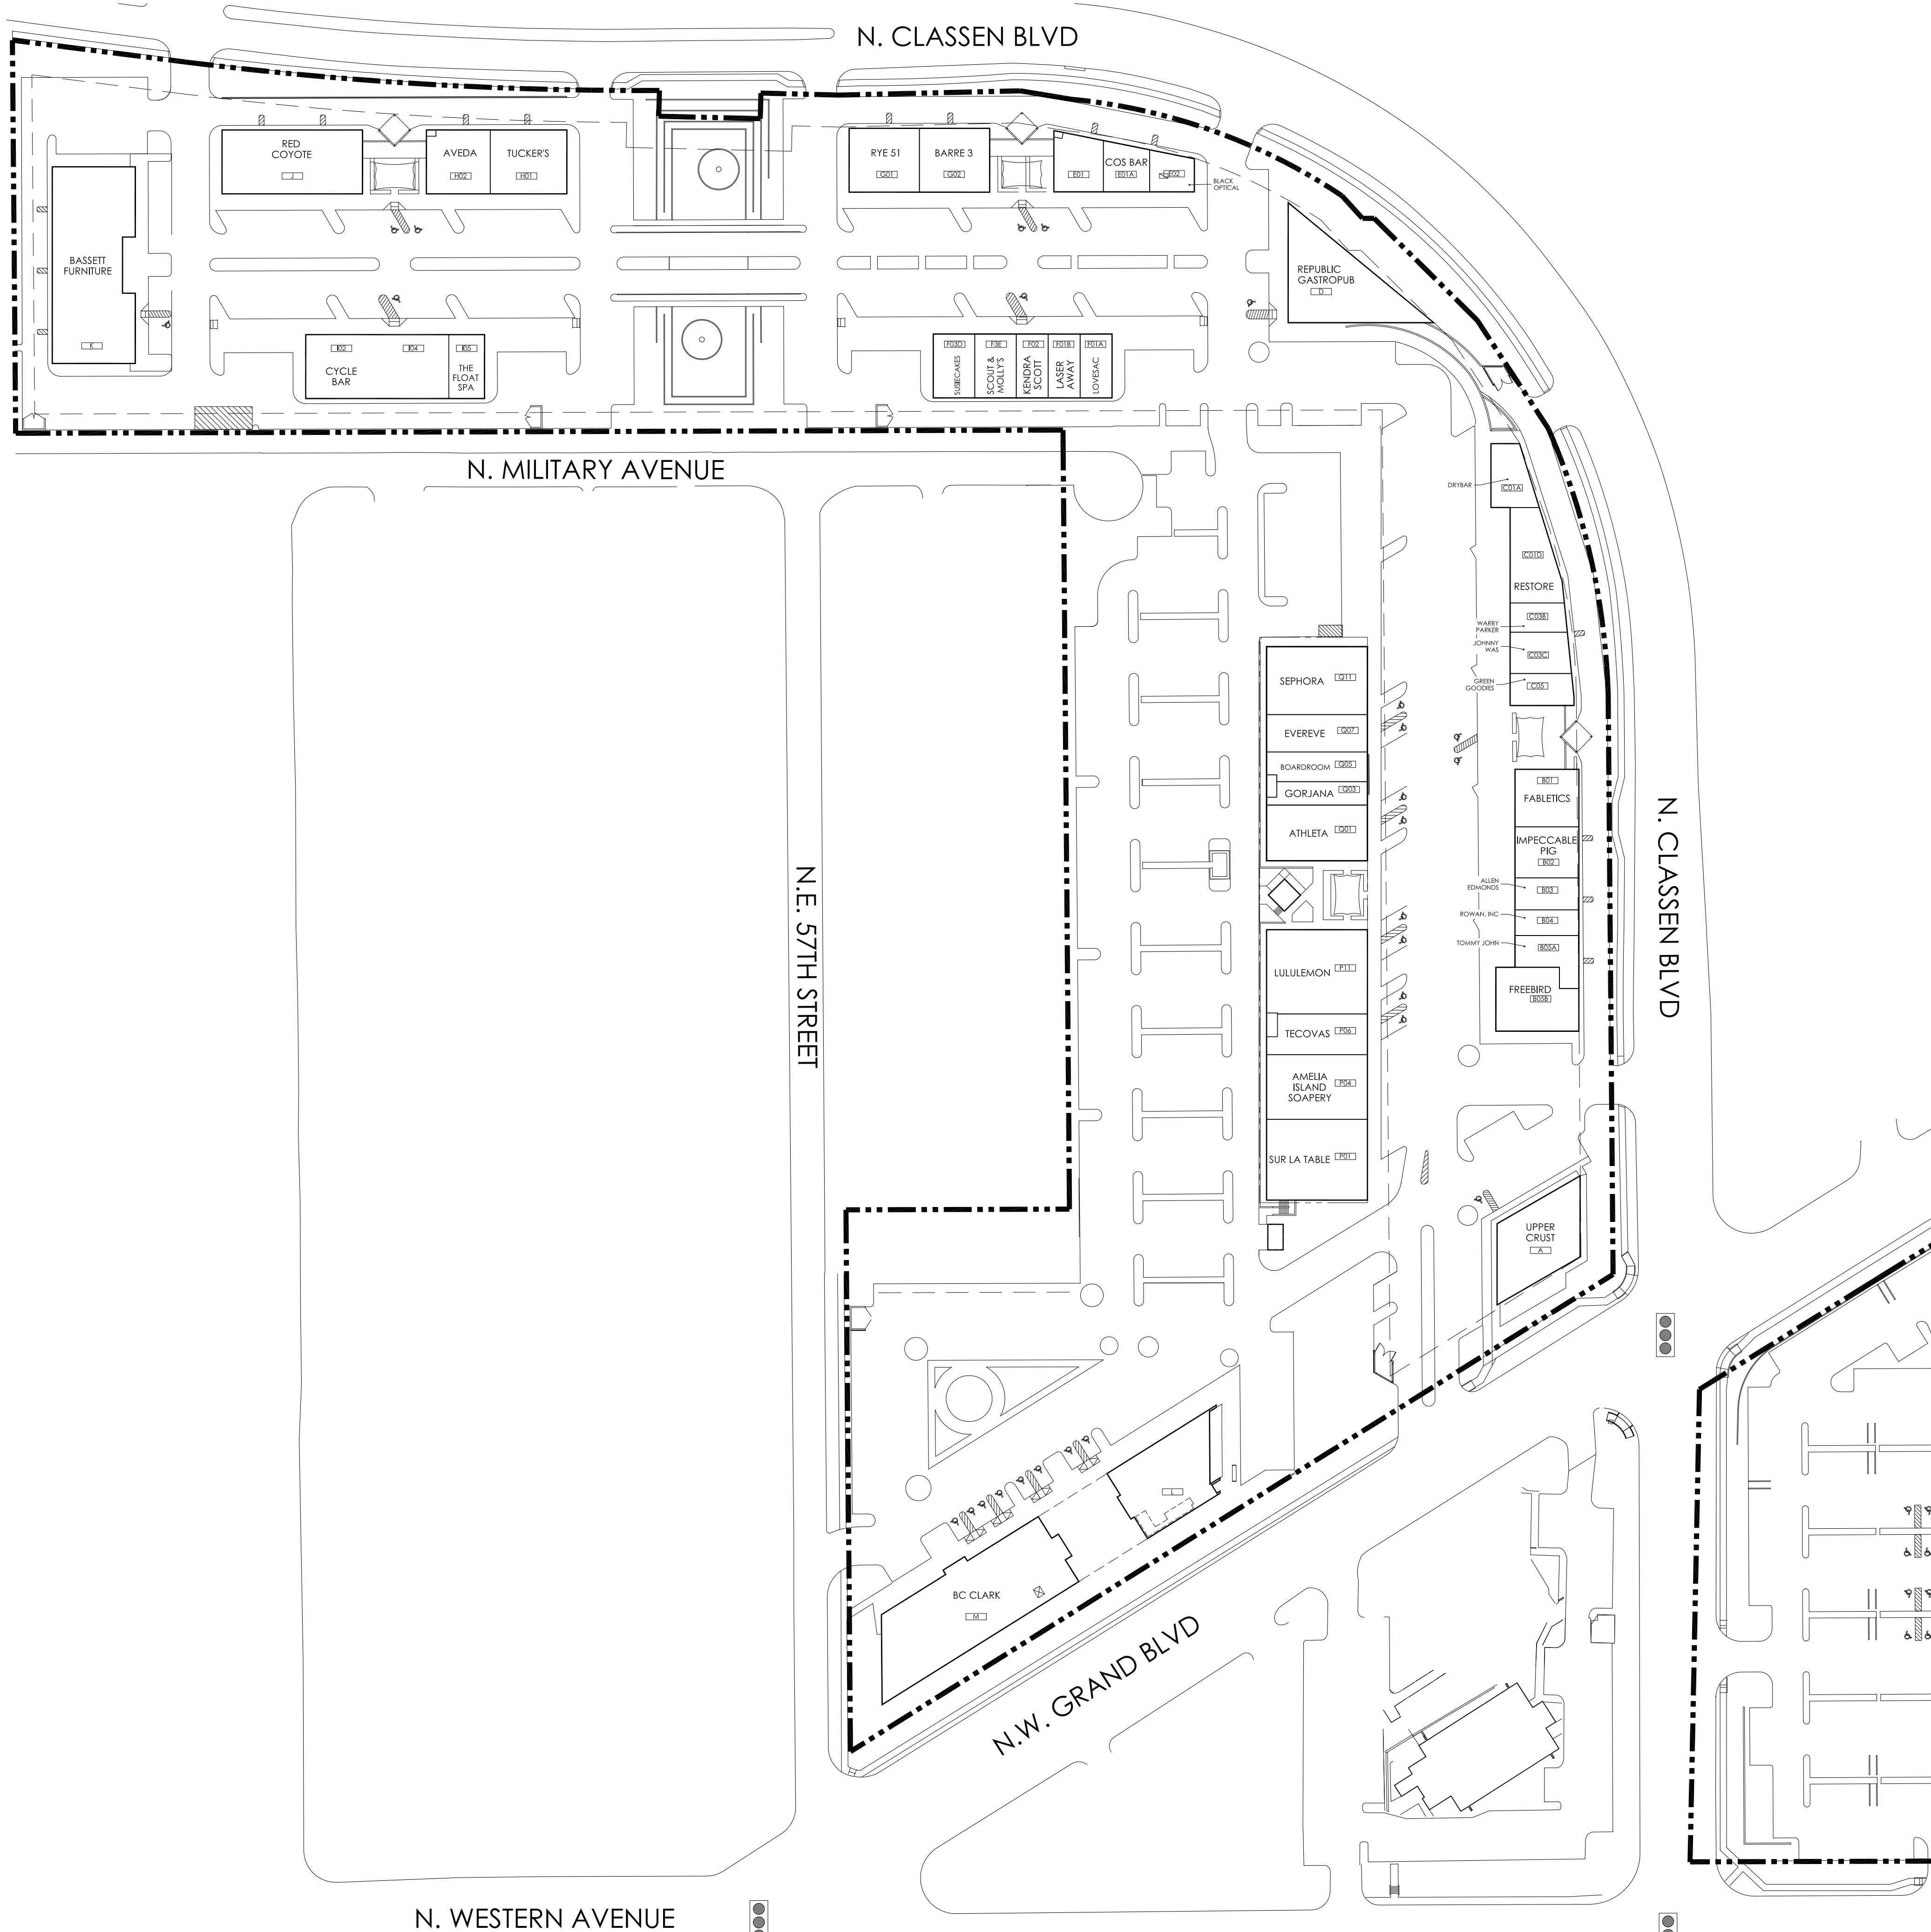 N. CLASSEN BLVD
RED
COYOTE
J
AVEDA
H02
TUCKER'S
H01
RYE 51
G01
BARRE 3
G02
E01
COS BAR
E01A
E02
BLACK
OPTICAL
BASSETT
FURNITURE
K
REPUBLIC
GASTROPUB
D
I02
I04
I05
CYCLE
BAR
THE
FLOAT
SPA
F03D
SUSIECAKES
F3E
SCOUT &
MOLLY'S
F02
KENDRA
SCOTT
F01B
LASER
AWAY
F01A
LOVESAC
N. MILITARY AVENUE
DRYBAR
C01A
C01D
RESTORE
WARBY
PARKER
C03B
JOHNNY
WAS
C03C
GREEN
GOODIES
C05
SEPHORA
Q11
EVEREVE
Q07
BOARDROOM
Q05
GORJANA
Q03
ATHLETA
Q01
B01
FABLETICS
IMPECCABLE
PIG
B02
ALLEN
EDMONDS
B03
ROWAN, INC
B04
TOMMY JOHN
B05A
FREEBIRD
B05B
N. CLASSEN BLVD
N.E. 57TH STREET
LULULEMON
P11
TECOVAS
P06
AMELIA
ISLAND
SOAPERY
P04
SUR LA TABLE
P01
UPPER
CRUST
A
L
BC CLARK
M
N.W. GRAND BLVD
N. WESTERN AVENUE